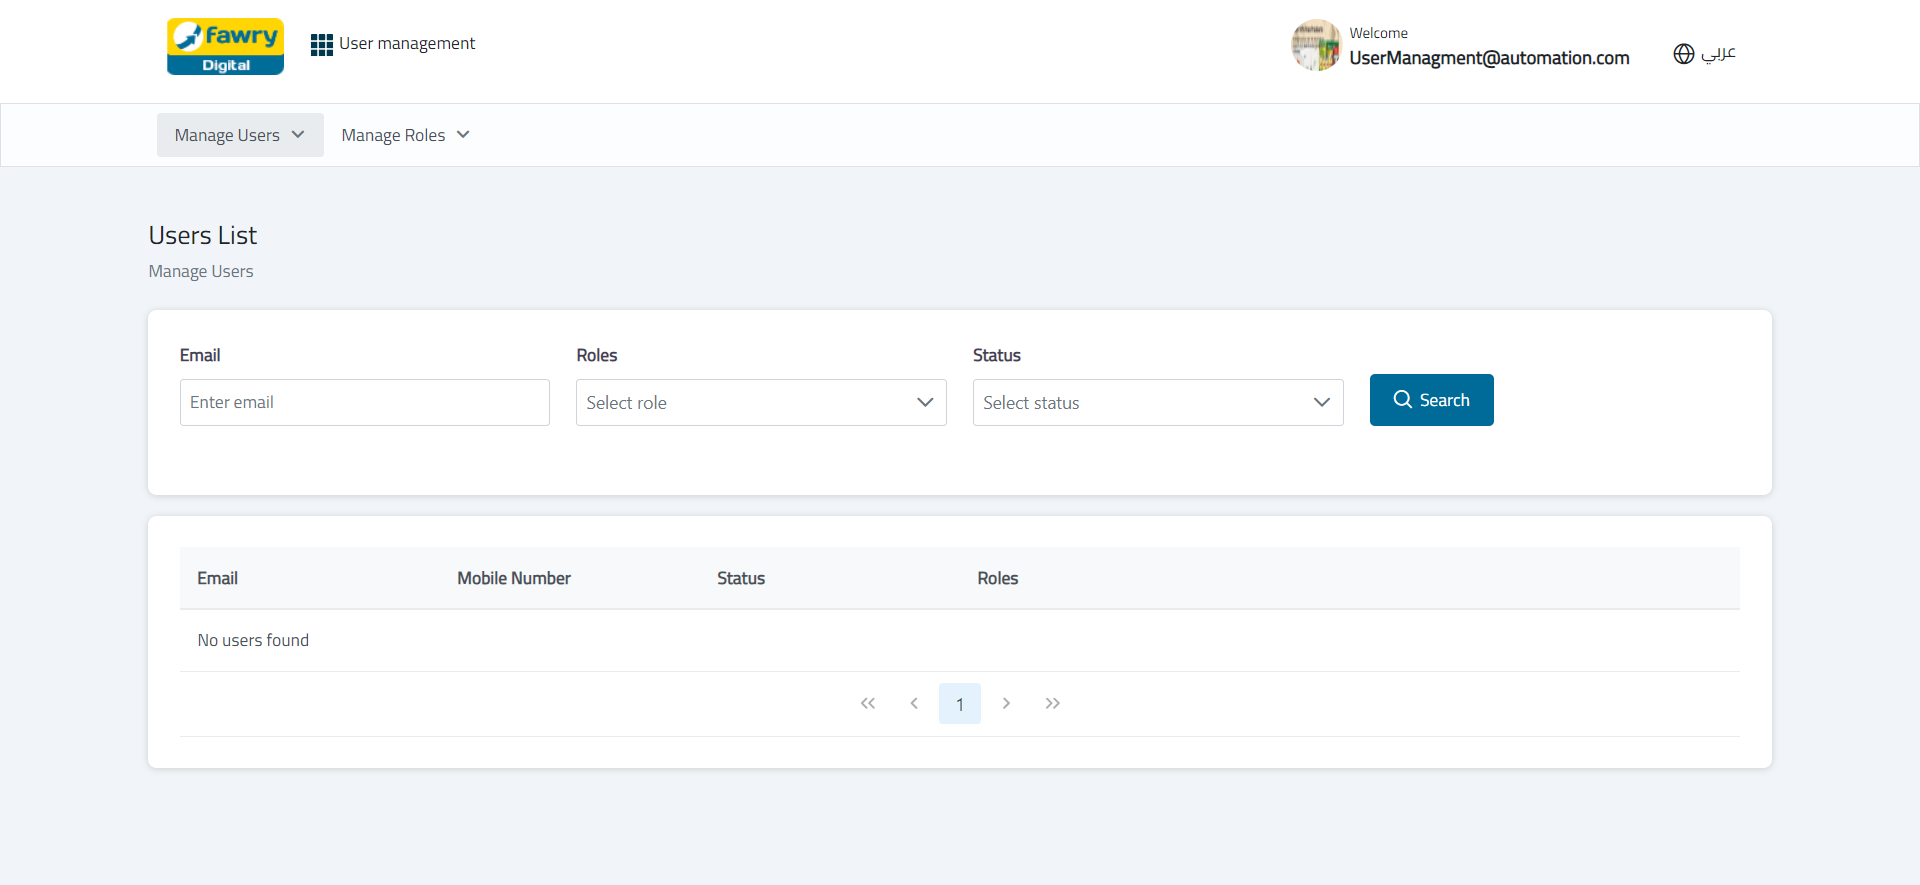 fawry
Digital
User management
Welcome
UserManagment@automation.com
عربي
Manage Users
Manage Roles
Users List
Manage Users
Email
Roles
Status
Enter email
Select role
Select status
Search
Email
Mobile Number
Status
Roles
No users found
1